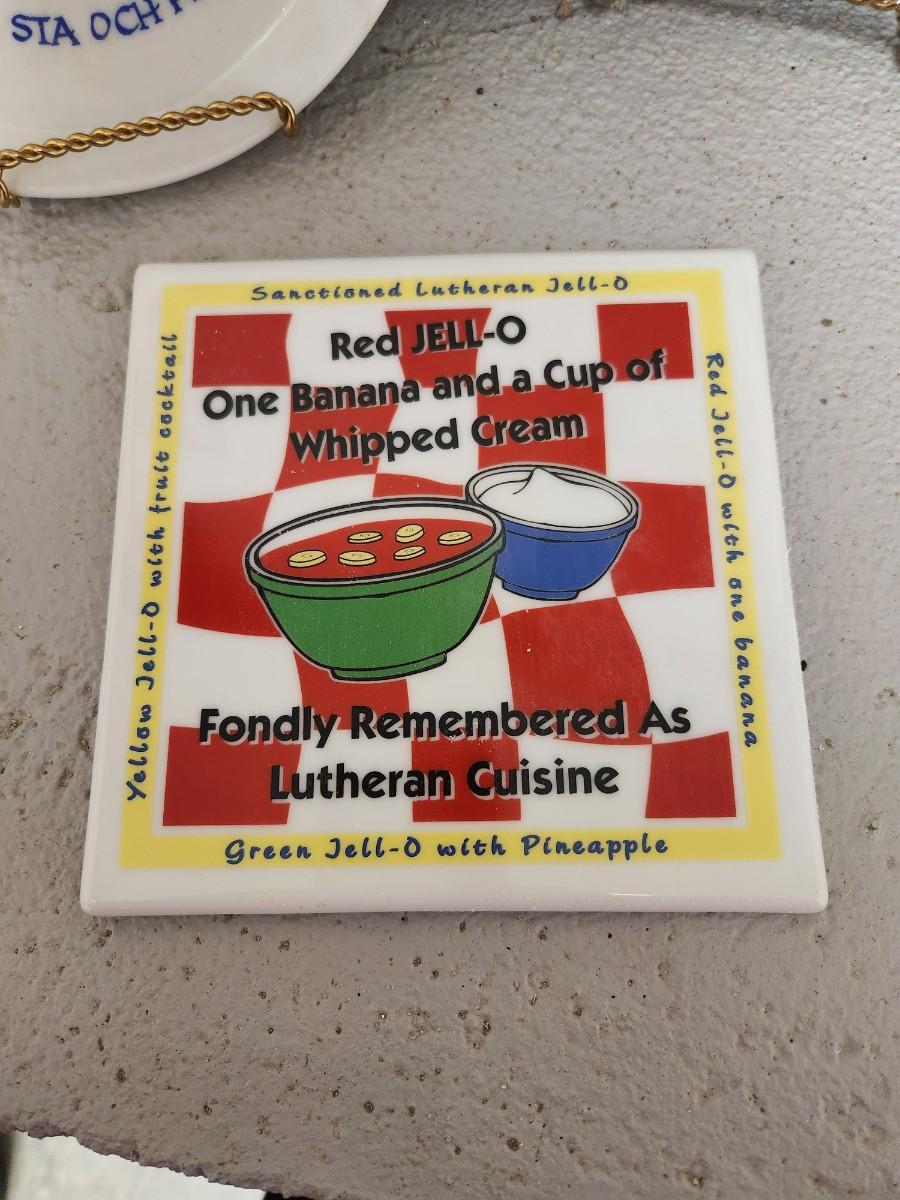 STA OCH
Sanctioned Lutheran Jell-O
Red JELL-O
One Banana and a Cup of
Whipped Cream
Yellow Jell-O with fruit cocktail
Red Jell-O with one banana
Fondly Remembered As
Lutheran Cuisine
Green Jell-O with Pineapple